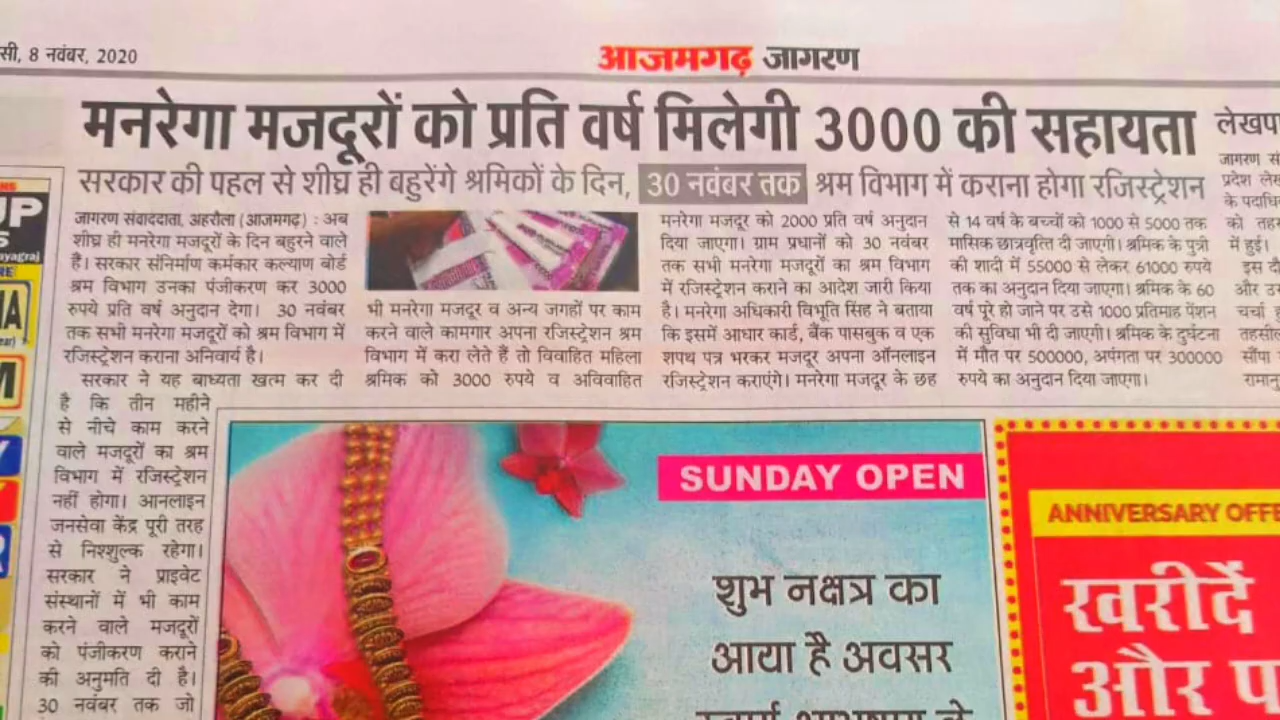 सी, 8 नवंबर, 2020
आजमगढ़ जागरण
मनरेगा मजदूरों को प्रति वर्ष मिलेगी 3000 की सहायता
सरकार की पहल से शीघ्र ही बहुरेंगे श्रमिकों के दिन, 30 नवंबर तक श्रम विभाग में कराना होगा रजिस्ट्रेशन
जागरण संवाददाता, अहरौला (आजमगढ़) : अब
शीघ्र ही मनरेगा मजदूरों के दिन बहुरने वाले
हैं। सरकार संनिर्माण कर्मकार कल्याण बोर्ड
श्रम विभाग उनका पंजीकरण कर 3000
रुपये प्रति वर्ष अनुदान देगा। 30 नवंबर
तक सभी मनरेगा मजदूरों को श्रम विभाग में
रजिस्ट्रेशन कराना अनिवार्य है।
सरकार ने यह बाध्यता खत्म कर दी
है कि तीन महीने
से नीचे काम करने
वाले मजदूरों का श्रम
विभाग में रजिस्ट्रेशन
नहीं होगा। आनलाइन
जनसेवा केंद्र पूरी तरह
से निश्शुल्क रहेगा।
सरकार ने प्राइवेट
संस्थानों में भी काम
करने वाले मजदूरों
को पंजीकरण कराने
की अनुमति दी है।
30 नवंबर तक जो
भी मनरेगा मजदूर व अन्य जगहों पर काम
करने वाले कामगार अपना रजिस्ट्रेशन श्रम
विभाग में करा लेते हैं तो विवाहित महिला
श्रमिक को 3000 रुपये व अविवाहित
मनरेगा मजदूर को 2000 प्रति वर्ष अनुदान
दिया जाएगा। ग्राम प्रधानों को 30 नवंबर
तक सभी मनरेगा मजदूरों का श्रम विभाग
में रजिस्ट्रेशन कराने का आदेश जारी किया
है। मनरेगा अधिकारी विभूति सिंह ने बताया
कि इसमें आधार कार्ड, बैंक पासबुक व एक
शपथ पत्र भरकर मजदूर अपना ऑनलाइन
रजिस्ट्रेशन कराएंगे। मनरेगा मजदूर के छह
से 14 वर्ष के बच्चों को 1000 से 5000 तक
मासिक छात्रवृत्ति दी जाएगी। श्रमिक के पुत्री
की शादी में 55000 से लेकर 61000 रुपये
तक का अनुदान दिया जाएगा। श्रमिक के 60
वर्ष पूरे हो जाने पर उसे 1000 प्रतिमाह पेंशन
की सुविधा भी दी जाएगी। श्रमिक के दुर्घटना
में मौत पर 500000, अपंगता पर 300000
रुपये का अनुदान दिया जाएगा।
लेखपा
जागरण सं
प्रदेश लेख
के पदाधि
को तह
में हुई।
इस दौ
और उ
चर्चा ह
तहसी
सौंपा
रामानु
UP
SUNDAY OPEN
शुभ नक्षत्र का
आया है अवसर
ANNIVERSARY OFFE
खरीदें
और प